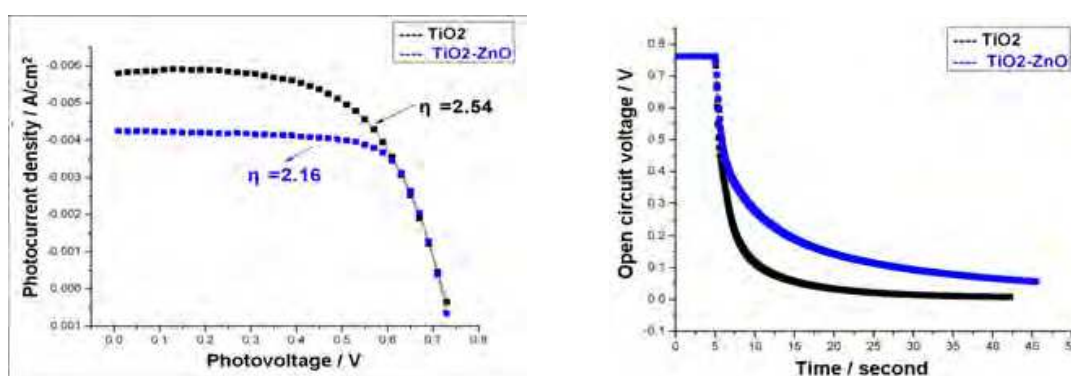 TiO2
TiO2-ZnO
Photocurrent density / A/cm2
-0.006
-0.005
-0.004
-0.003
-0.002
-0.001
0.000
0.001
η =2.54
η =2.16
0.0 0.1 0.2 0.3 0.4 0.5 0.6 0.7 0.8
Photovoltage / V
TiO2
TiO2-ZnO
Open circuit voltage / V
0.8
0.7
0.6
0.5
0.4
0.3
0.2
0.1
0.0
-0.1
0 5 10 15 20 25 30 35 40 45 50
Time / second